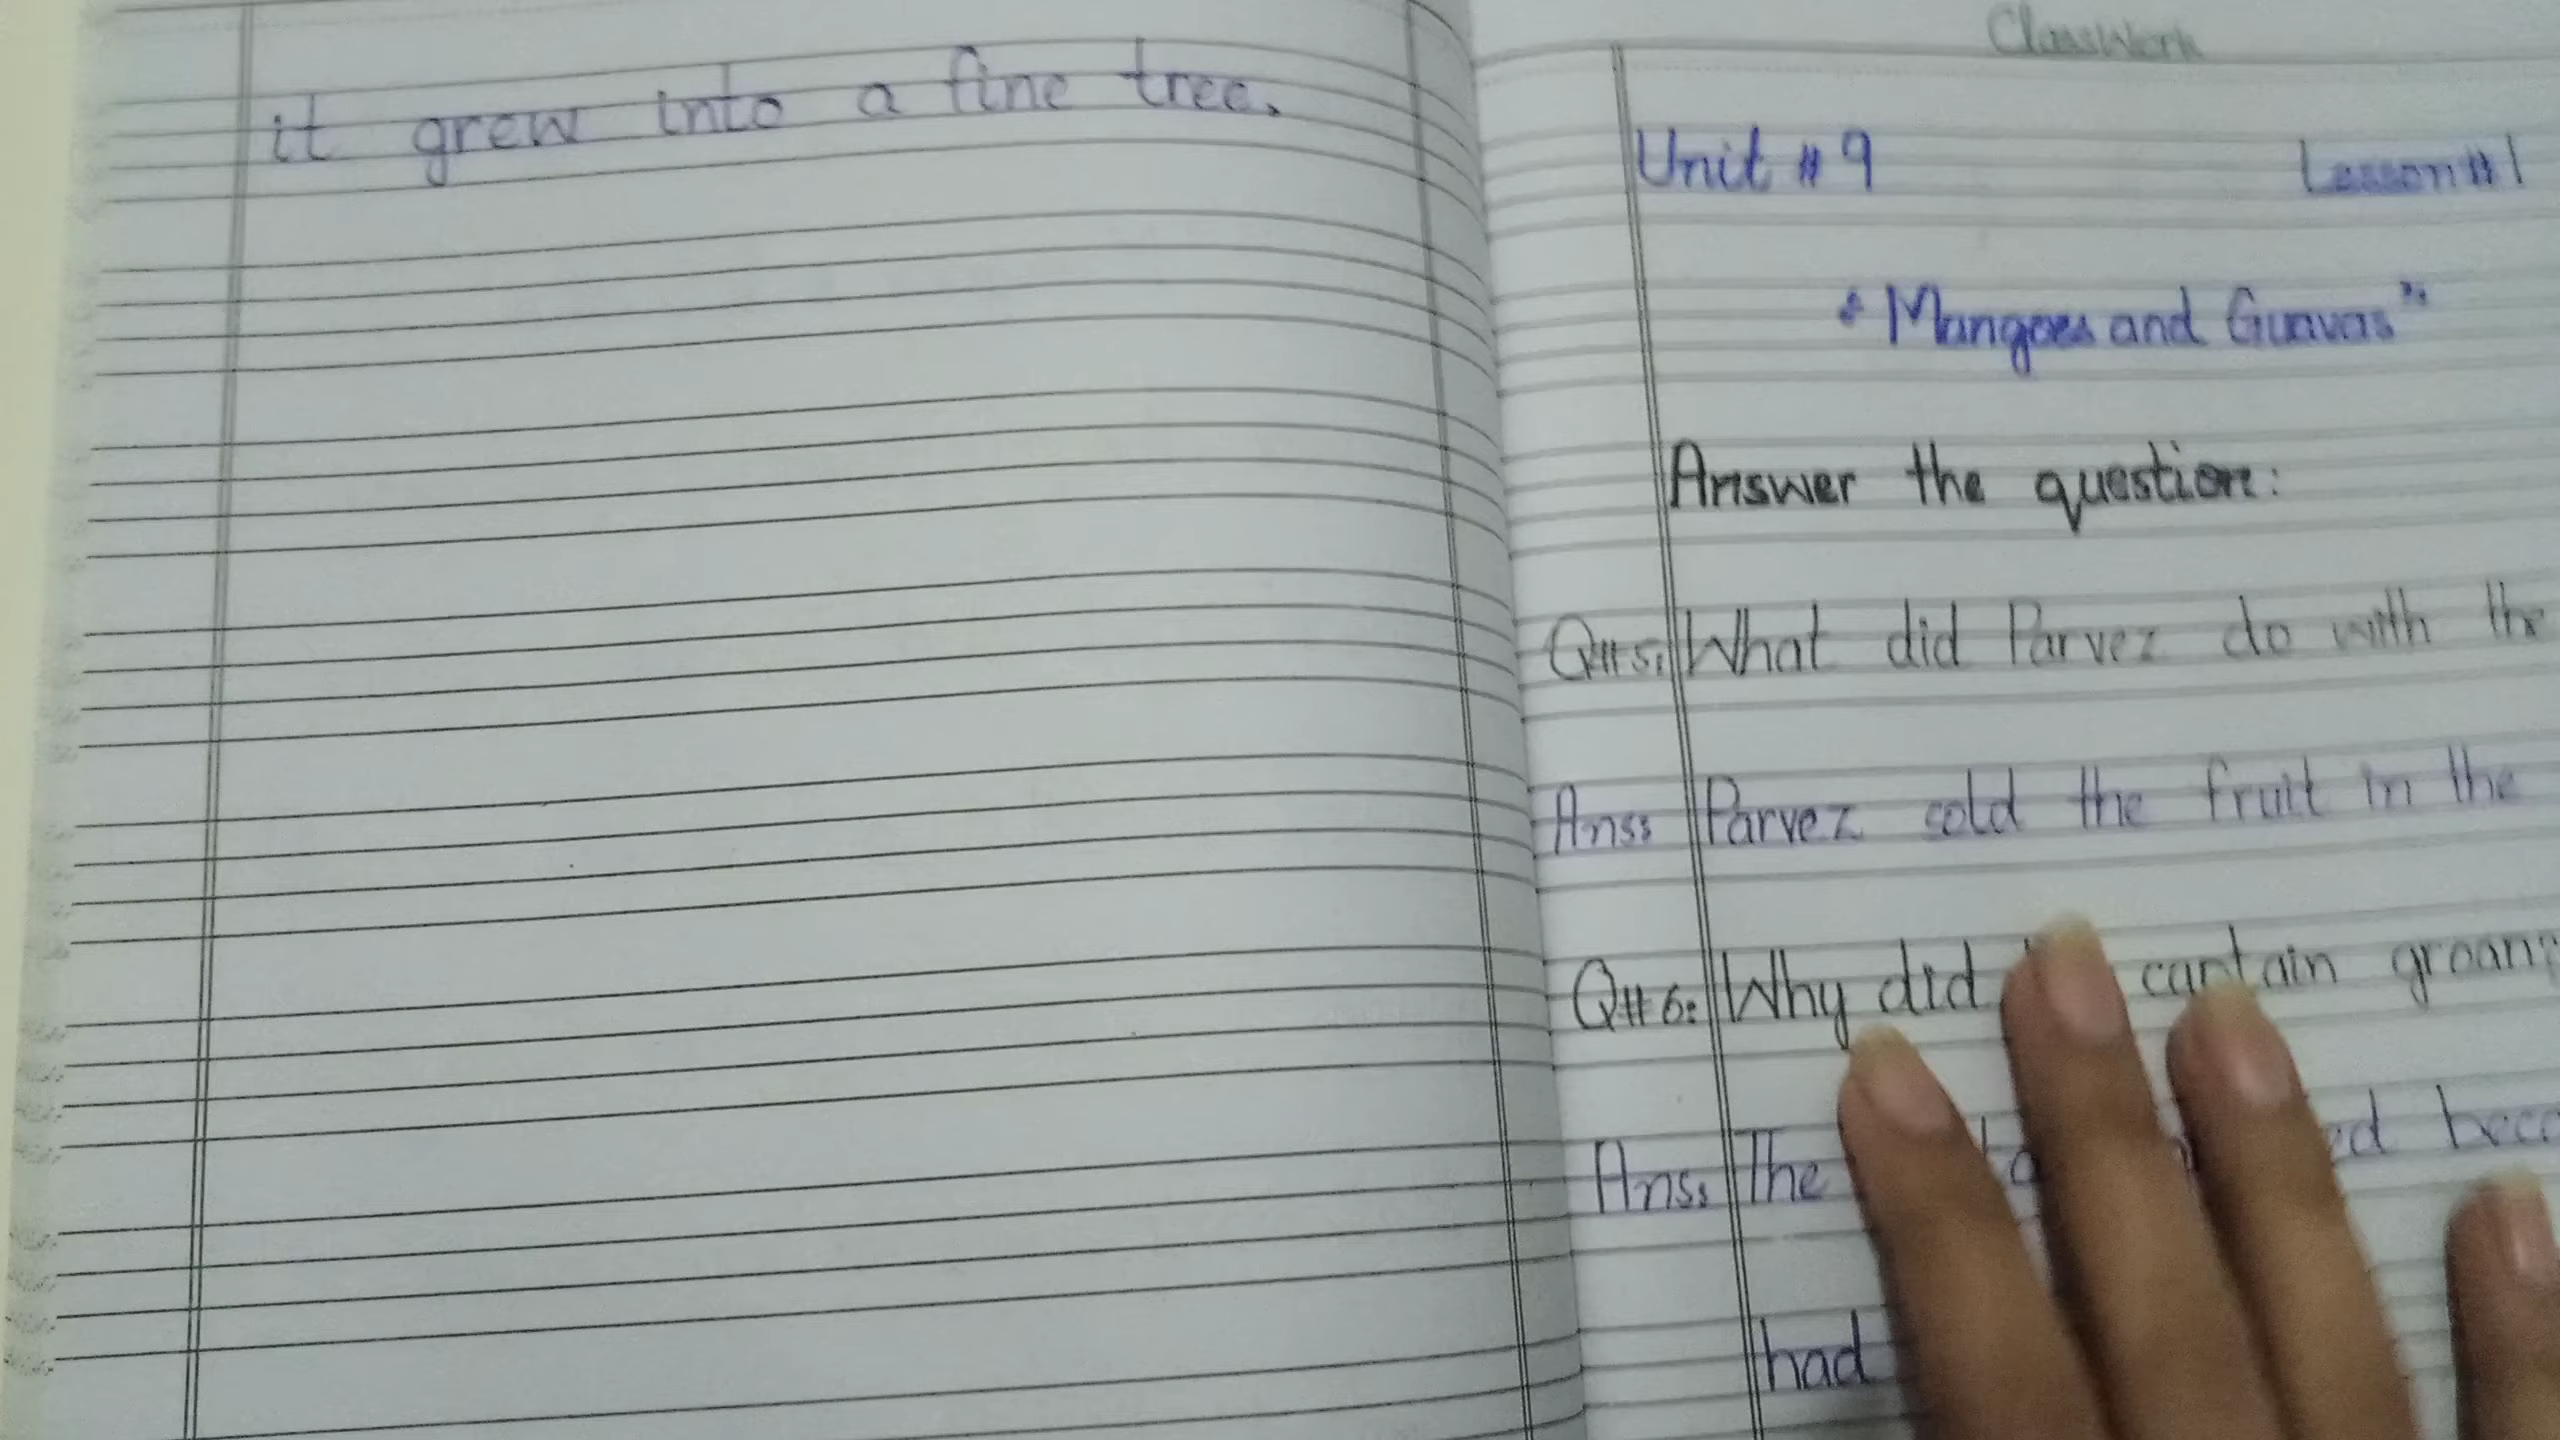 it grew into a fine tree.
ClassWork
Unit # 9 Lesson # 1
"Mangoes and Guavas"
Answer the question:
Q# 5: What did Parvez do with the
Ans: Parvez sold the fruit in the
Q# 6: Why did captain groan
Ans: The
had